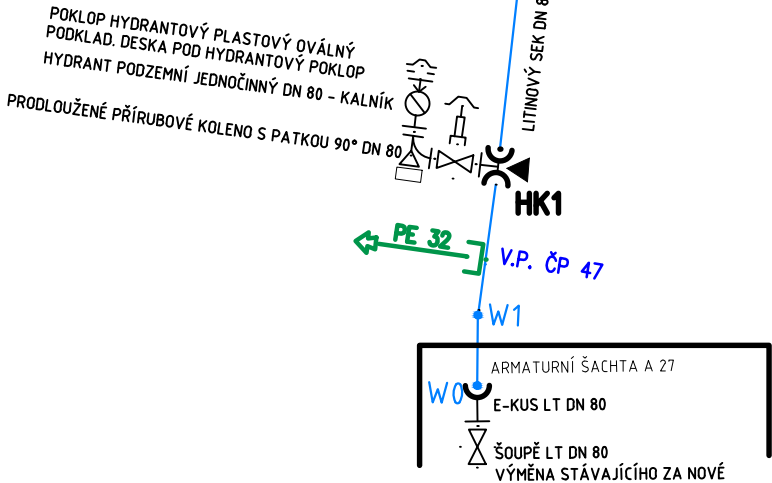 POKLOP HYDRANTOVÝ PLASTOVÝ OVÁLNÝ
PODKLAD. DESKA POD HYDRANTOVÝ POKLOP
HYDRANT PODZEMNÍ JEDNOČINNÝ DN 80 - KALNÍK
PRODLOUŽENÉ PŘÍRUBOVÉ KOLENO S PATKOU 90° DN 80
LITINOVÝ SEK DN
HK1
PE 32
V.P. ČP 47
W1
ARMATURNÍ ŠACHTA A 27
W0
E-KUS LT DN 80
ŠOUPĚ LT DN 80
VÝMĚNA STÁVAJÍCÍHO ZA NOVÉ